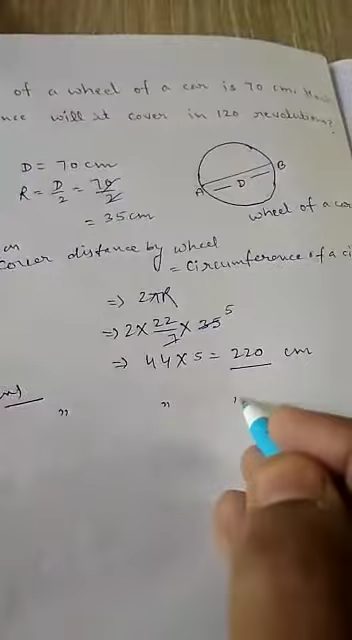 of a wheel of a car is 70 cm. How
nce will it cover in 120 revolutions?
D = 70 cm
R = D/2 = 70/2
= 35 cm
A D B
wheel of a car
cover distance by wheel
= circumference of a ci
=> 2πR
=> 2 × 22/7 × 35 5
=> 44 × 5 = 220 cm
" " "